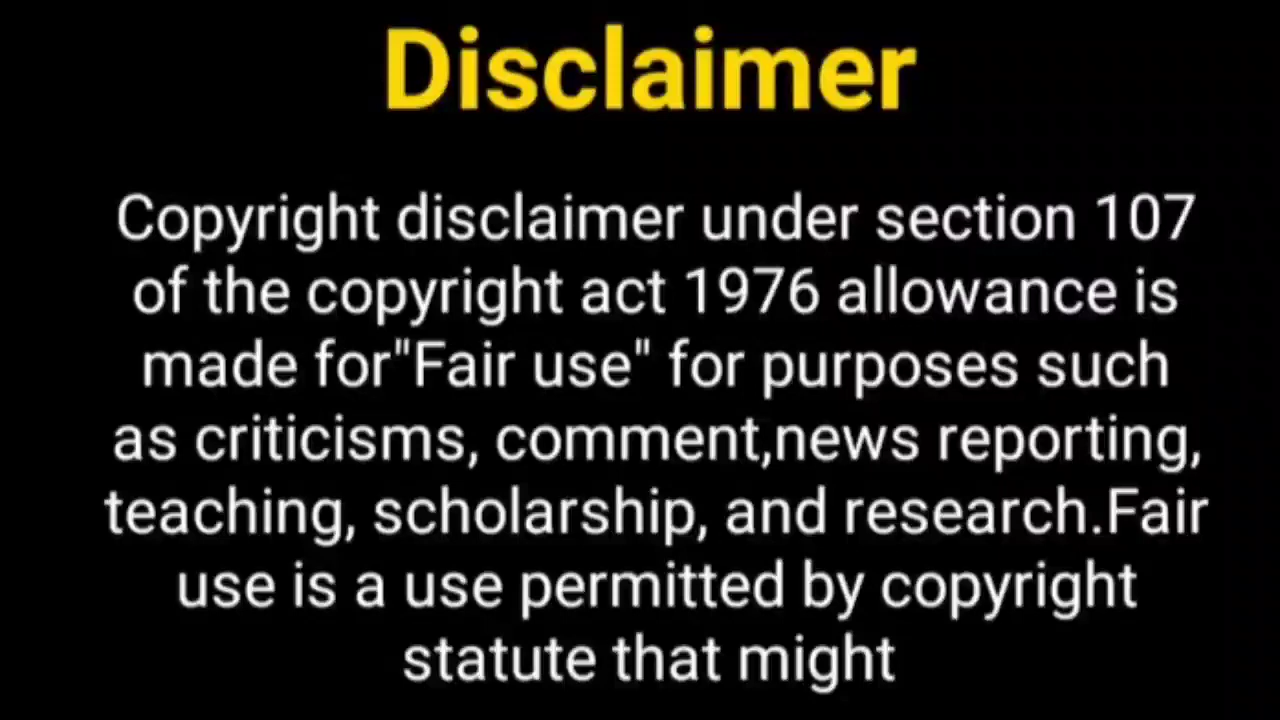 Disclaimer
Copyright disclaimer under section 107
of the copyright act 1976 allowance is
made for"Fair use" for purposes such
as criticisms, comment,news reporting,
teaching, scholarship, and research.Fair
use is a use permitted by copyright
statute that might